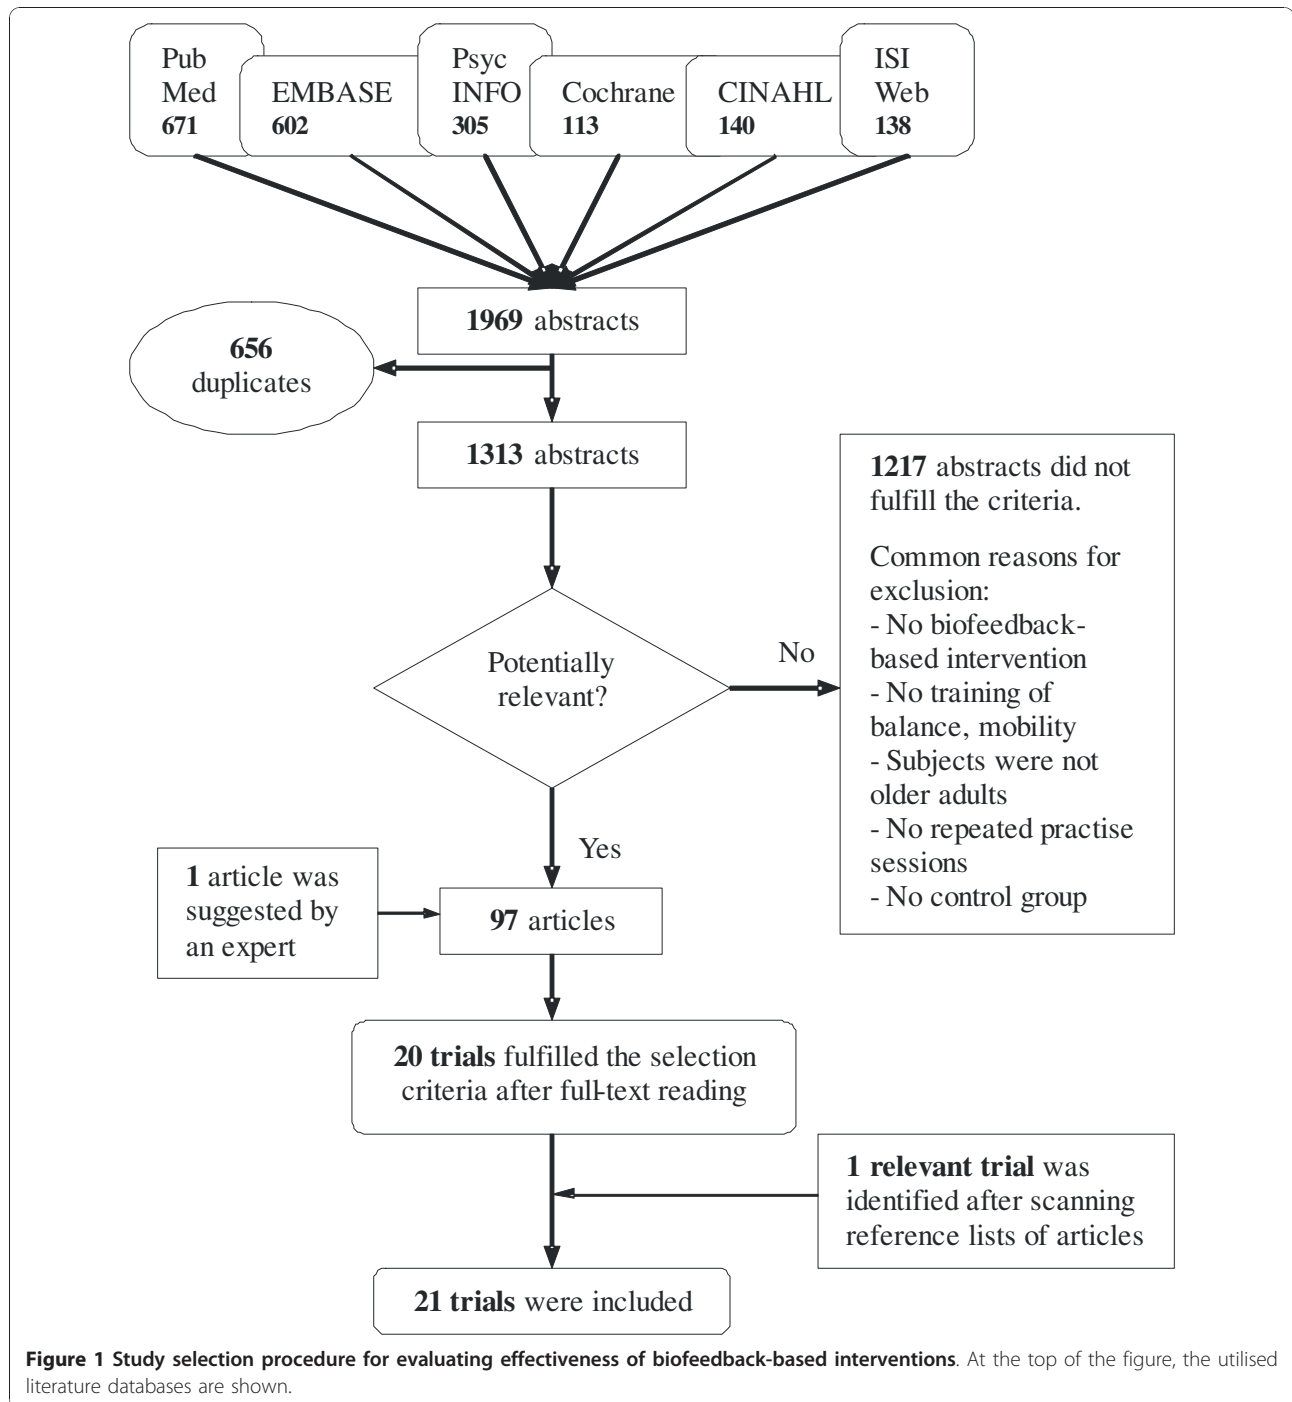 Pub
Med
671
EMBASE
602
Psyc
INFO
305
Cochrane
113
CINAHL
140
ISI
Web
138
1969 abstracts
656
duplicates
1313 abstracts
1217 abstracts did not
fulfill the criteria.
Common reasons for
exclusion:
- No biofeedback-
based intervention
- No training of
balance, mobility
- Subjects were not
older adults
- No repeated practise
sessions
- No control group
Potentially
relevant?
No
Yes
1 article was
suggested by
an expert
97 articles
20 trials fulfilled the selection
criteria after full-text reading
1 relevant trial was
identified after scanning
reference lists of articles
21 trials were included
Figure 1 Study selection procedure for evaluating effectiveness of biofeedback-based interventions. At the top of the figure, the utilised
literature databases are shown.